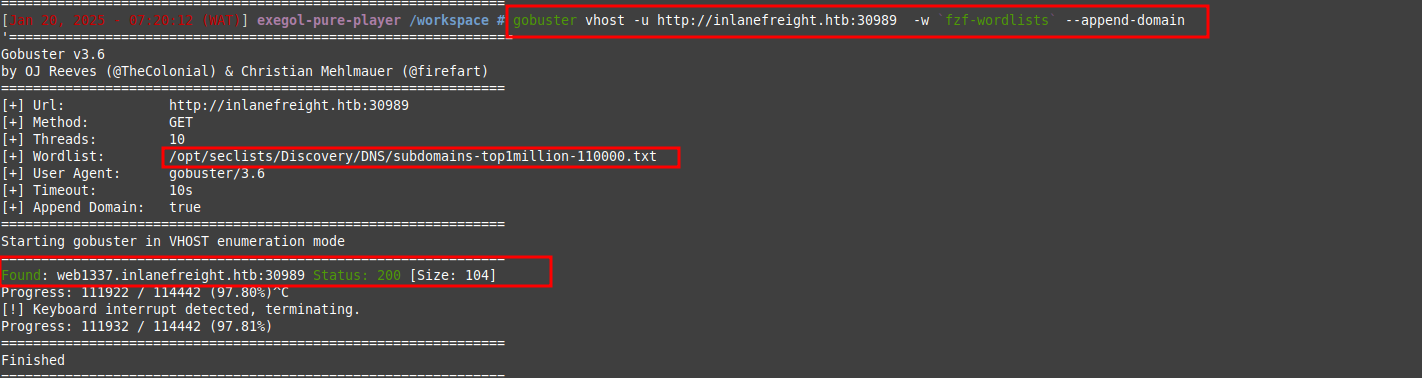 =================================================================
[Jan 20, 2025 - 07:20:12 (WAT)] exegol-pure-player /workspace # gobuster vhost -u http://inlanefreight.htb:30989  -w `fzf-wordlists` --append-domain
'===============================================================
Gobuster v3.6
by OJ Reeves (@TheColonial) & Christian Mehlmauer (@firefart)
===============================================================
[+] Url:             http://inlanefreight.htb:30989
[+] Method:          GET
[+] Threads:         10
[+] Wordlist:        /opt/seclists/Discovery/DNS/subdomains-top1million-110000.txt
[+] User Agent:      gobuster/3.6
[+] Timeout:         10s
[+] Append Domain:   true
===============================================================
Starting gobuster in VHOST enumeration mode
===============================================================
Found: web1337.inlanefreight.htb:30989 Status: 200 [Size: 104]
Progress: 111922 / 114442 (97.80%)^C
[!] Keyboard interrupt detected, terminating.
Progress: 111932 / 114442 (97.81%)
===============================================================
Finished
===============================================================